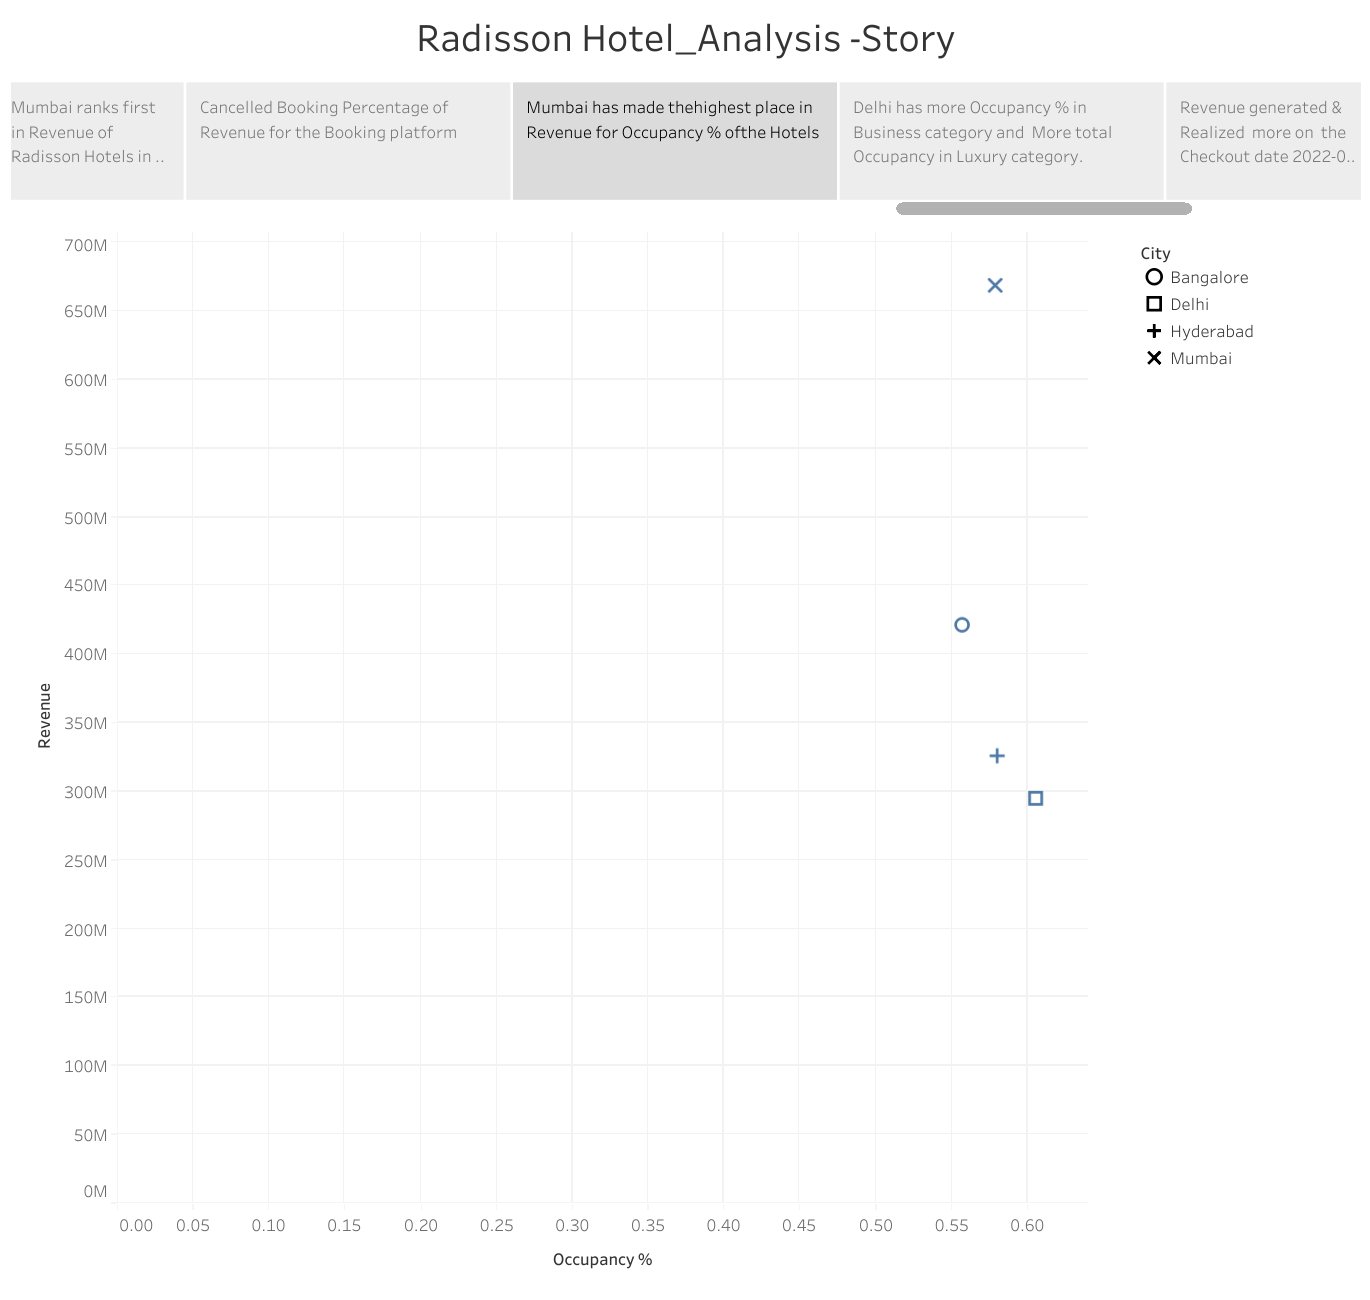 Radisson Hotel_Analysis -Story
Mumbai ranks first
in Revenue of
Radisson Hotels in ..
Cancelled Booking Percentage of
Revenue for the Booking platform
Mumbai has made thehighest place in
Revenue for Occupancy % ofthe Hotels
Delhi has more Occupancy % in
Business category and  More total
Occupancy in Luxury category.
Revenue generated &
Realized  more on  the
Checkout date 2022-0..
700M
650M
600M
550M
500M
450M
400M
350M
300M
250M
200M
150M
100M
50M
0M
Revenue
0.00 0.05 0.10 0.15 0.20 0.25 0.30 0.35 0.40 0.45 0.50 0.55 0.60
Occupancy %
City
Bangalore
Delhi
Hyderabad
Mumbai